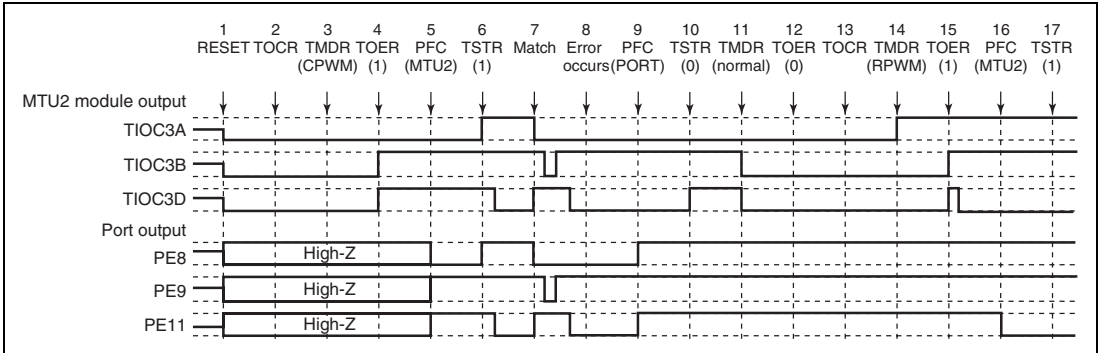 1 2 3 4 5 6 7 8 9 10 11 12 13 14 15 16 17
RESET TOCR TMDR TOER PFC TSTR Match Error PFC TSTR TMDR TOER TOCR TMDR TOER PFC TSTR
(CPWM) (1) (MTU2) (1) occurs (PORT) (0) (normal) (0) (RPWM) (1) (MTU2) (1)
MTU2 module output
TIOC3A
TIOC3B
TIOC3D
Port output
PE8 High-Z
PE9 High-Z
PE11 High-Z